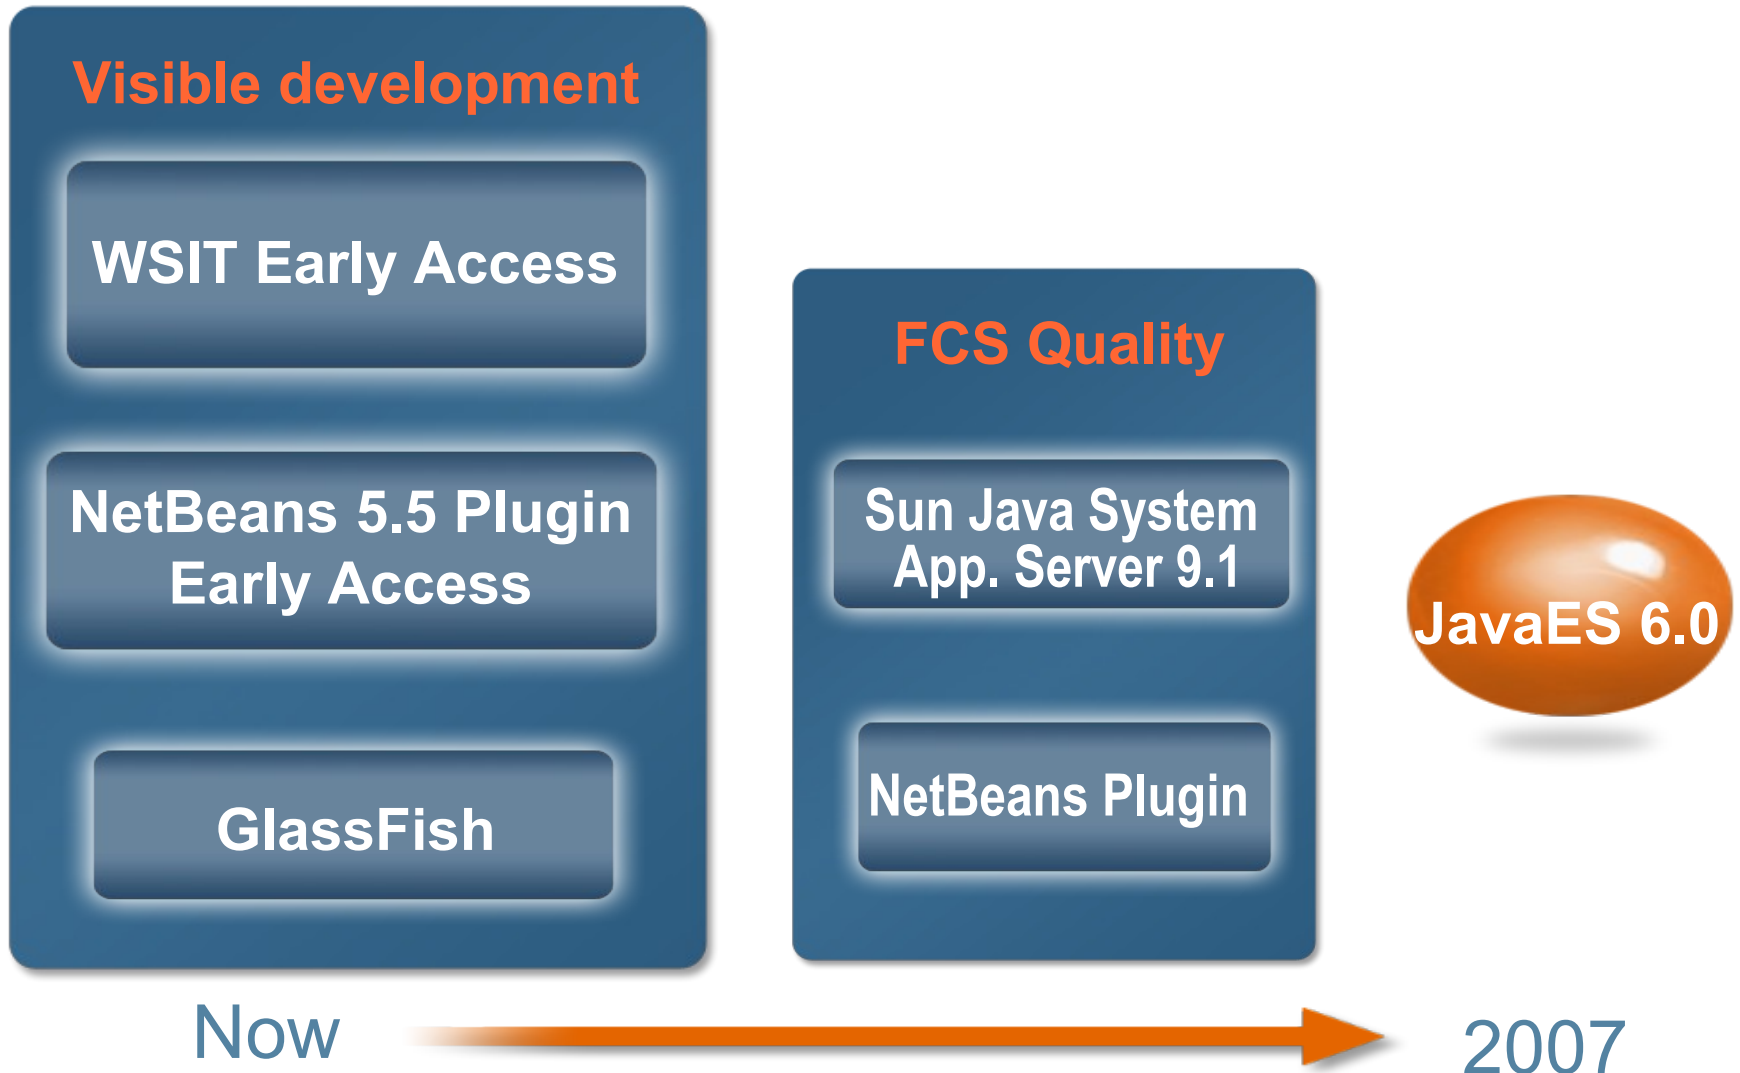 Visible development
WSIT Early Access
NetBeans 5.5 Plugin
Early Access
GlassFish
FCS Quality
Sun Java System
App. Server 9.1
NetBeans Plugin
JavaES 6.0
Now
2007